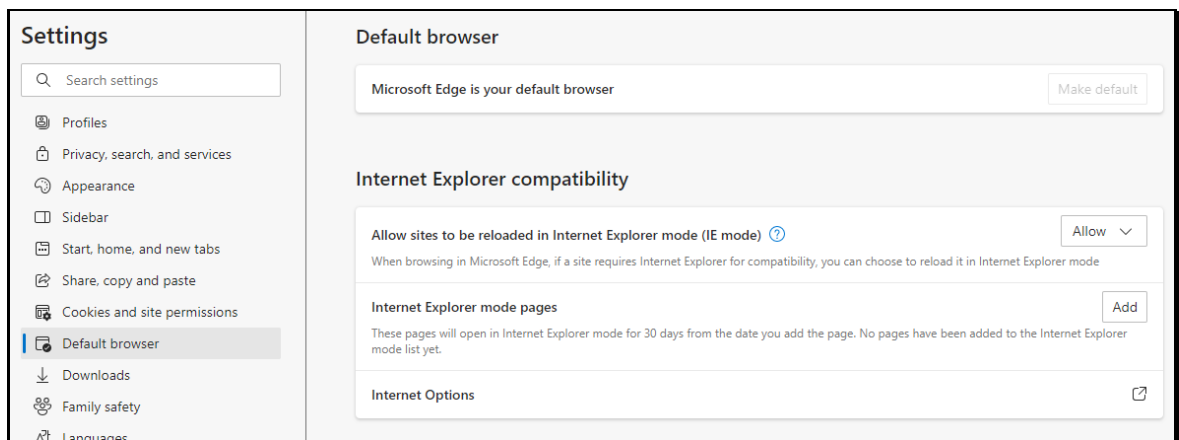 Settings
Search settings
Profiles
Privacy, search, and services
Appearance
Sidebar
Start, home, and new tabs
Share, copy and paste
Cookies and site permissions
Default browser
Downloads
Family safety
Languages
Default browser
Microsoft Edge is your default browser
Make default
Internet Explorer compatibility
Allow sites to be reloaded in Internet Explorer mode (IE mode) ?
Allow
When browsing in Microsoft Edge, if a site requires Internet Explorer for compatibility, you can choose to reload it in Internet Explorer mode
Internet Explorer mode pages
Add
These pages will open in Internet Explorer mode for 30 days from the date you add the page. No pages have been added to the Internet Explorer
mode list yet.
Internet Options